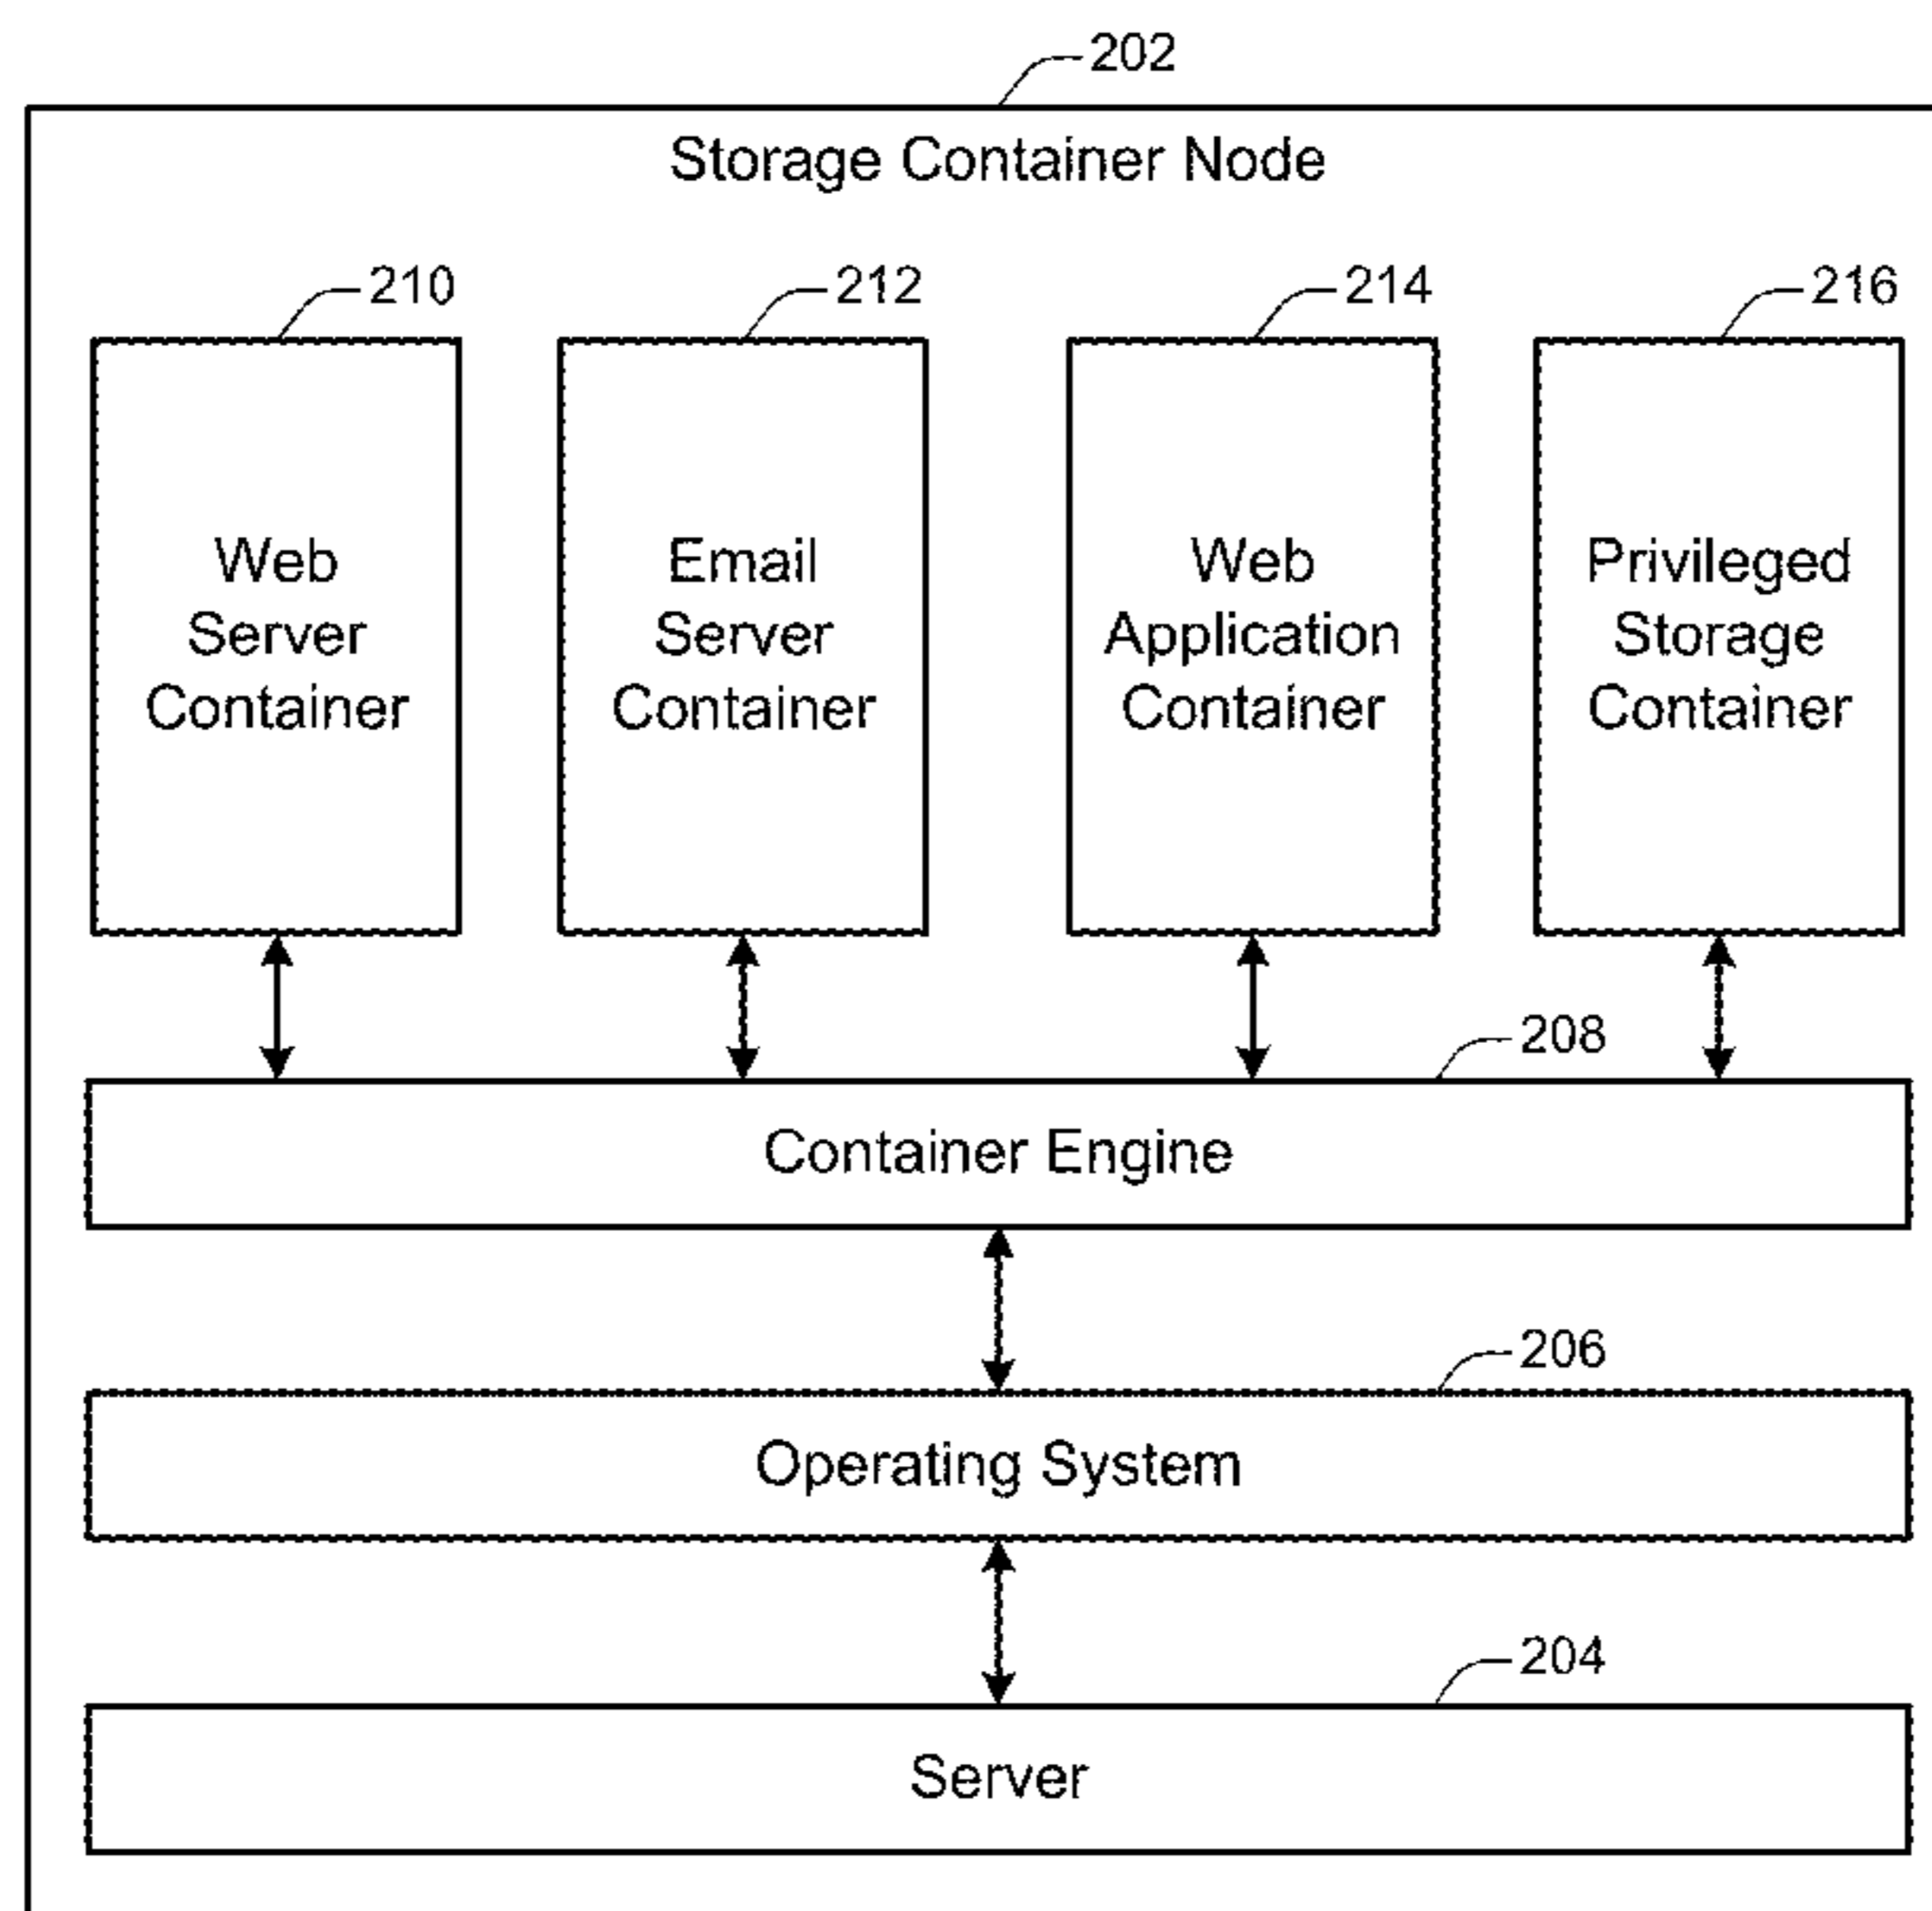 202
Storage Container Node
210
212
214
216
Web
Server
Container
Email
Server
Container
Web
Application
Container
Privileged
Storage
Container
208
Container Engine
206
Operating System
204
Server